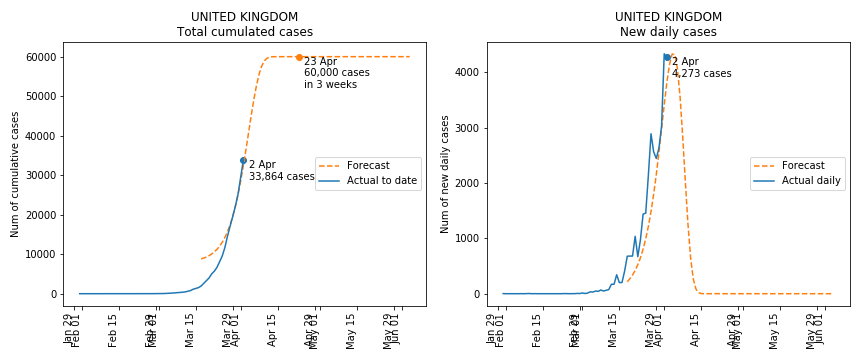 UNITED KINGDOM
Total cumulated cases
Num of cumulative cases
60000
50000
40000
30000
20000
10000
0
23 Apr
60,000 cases
in 3 weeks
2 Apr
33,864 cases
Forecast
Actual to date
Jan 29
Feb 01
Feb 15
Feb 29
Mar 01
Mar 15
Mar 29
Apr 01
Apr 15
Apr 29
May 01
May 15
May 29
Jun 01
UNITED KINGDOM
New daily cases
Num of new daily cases
4000
3000
2000
1000
0
2 Apr
4,273 cases
Forecast
Actual daily
Jan 29
Feb 01
Feb 15
Feb 29
Mar 01
Mar 15
Mar 29
Apr 01
Apr 15
Apr 29
May 01
May 15
May 29
Jun 01